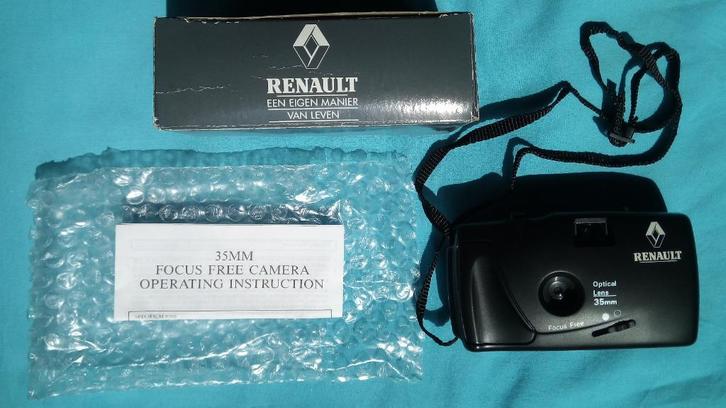 RENAULT
EEN EIGEN MANIER
VAN LEVEN
35MM
FOCUS FREE CAMERA
OPERATING INSTRUCTION
RENAULT
Optical
Lens
35mm
Focus Free